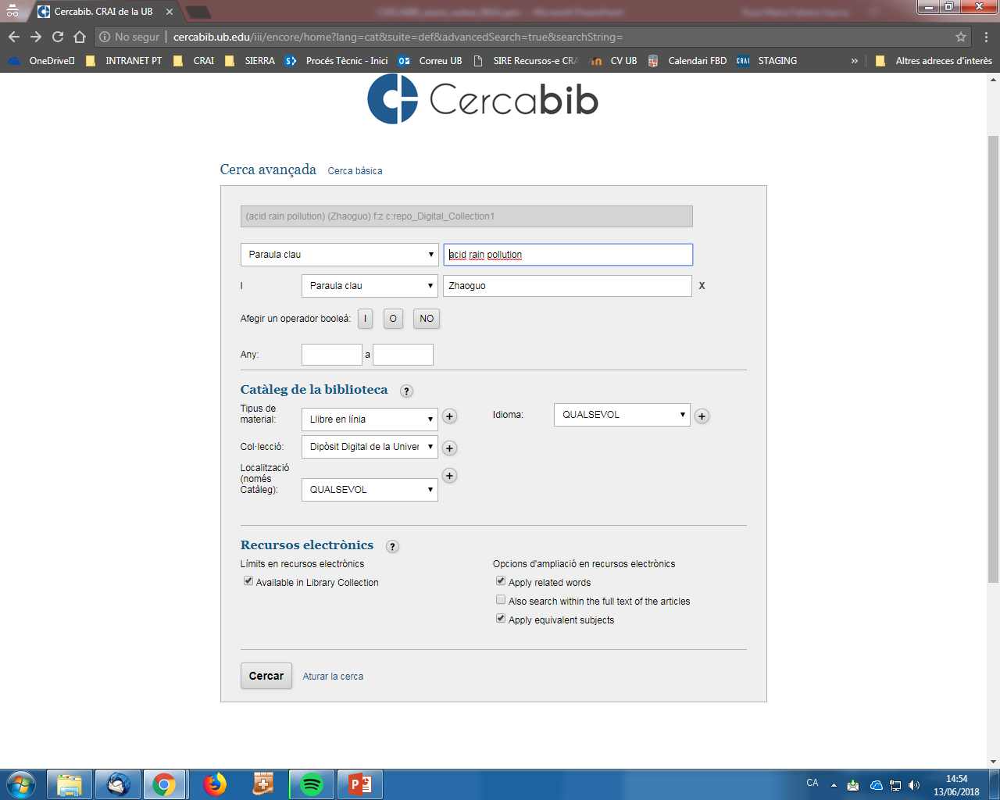 Cercabib. CRAI de la UB
No segur | cercabib.ub.edu/iii/encore/home?lang=cat&suite=def&advancedSearch=true&searchString=
OneDrive INTRANET PT CRAI SIERRA Procés Tècnic - Inici Correu UB SIRE Recursos-e CRA CV UB Calendari FBD STAGING » Altres adreces d'interès
Cercabib
Cerca avançada Cerca bàsica
(acid rain pollution) (Zhaoguo) f:z c:repo_Digital_Collection1
Paraula clau acid rain pollution
I Paraula clau Zhaoguo X
Afegir un operador booleà: I O NO
Any: a
Catàleg de la biblioteca ?
Tipus de material: Llibre en línia + Idioma: QUALSEVOL +
Col·lecció: Dipòsit Digital de la Univer +
Localització (només Catàleg): QUALSEVOL +
Recursos electrònics ?
Límits en recursos electrònics Opcions d'ampliació en recursos electrònics
Available in Library Collection Apply related words
Also search within the full text of the articles
Apply equivalent subjects
Cercar Aturar la cerca
CA 14:54
13/06/2018